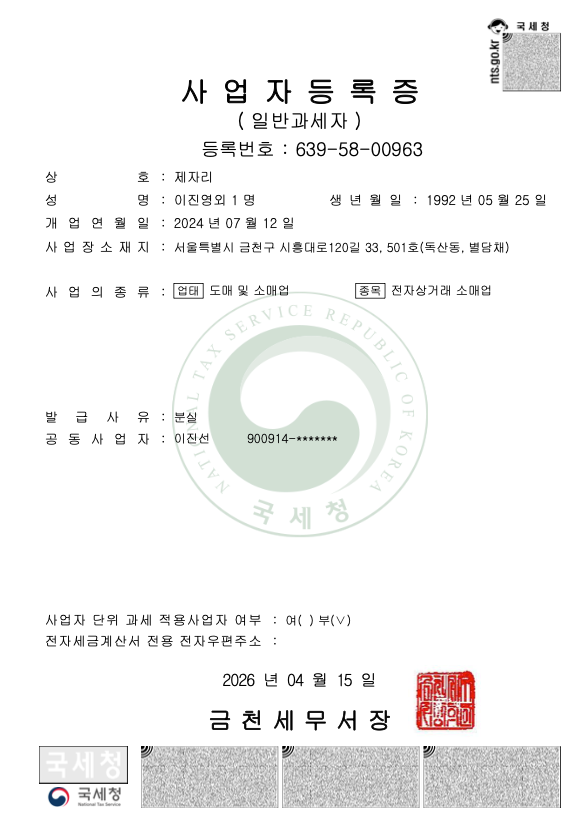 국세청
nts.go.kr
사업자등록증
( 일반과세자 )
등록번호 : 639-58-00963
상 호 : 제자리
성 명 : 이진영외 1 명 생 년 월 일 : 1992 년 05 월 25 일
개 업 연 월 일 : 2024 년 07 월 12 일
사 업 장 소 재 지 : 서울특별시 금천구 시흥대로120길 33, 501호(독산동, 별담채)
사 업 의 종 류 : 업태 도매 및 소매업 종목 전자상거래 소매업
NATIONAL TAX SERVICE REPUBLIC OF KOREA
발 급 사 유 : 분실
공 동 사 업 자 : 이진선 900914-*******
국세청
사업자 단위 과세 적용사업자 여부 : 여( ) 부(∨)
전자세금계산서 전용 전자우편주소 :
2026 년 04 월 15 일
금천세무서장
국세청
국세청
National Tax Service